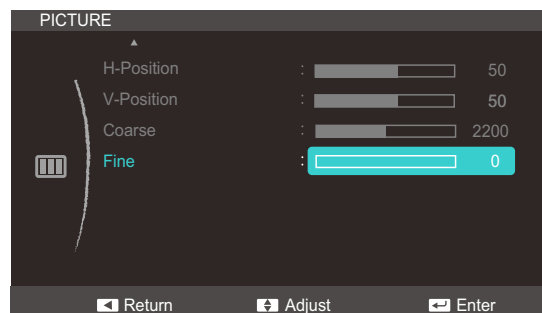 PICTURE
H-Position : 50
V-Position : 50
Coarse : 2200
Fine : 0
Return Adjust Enter